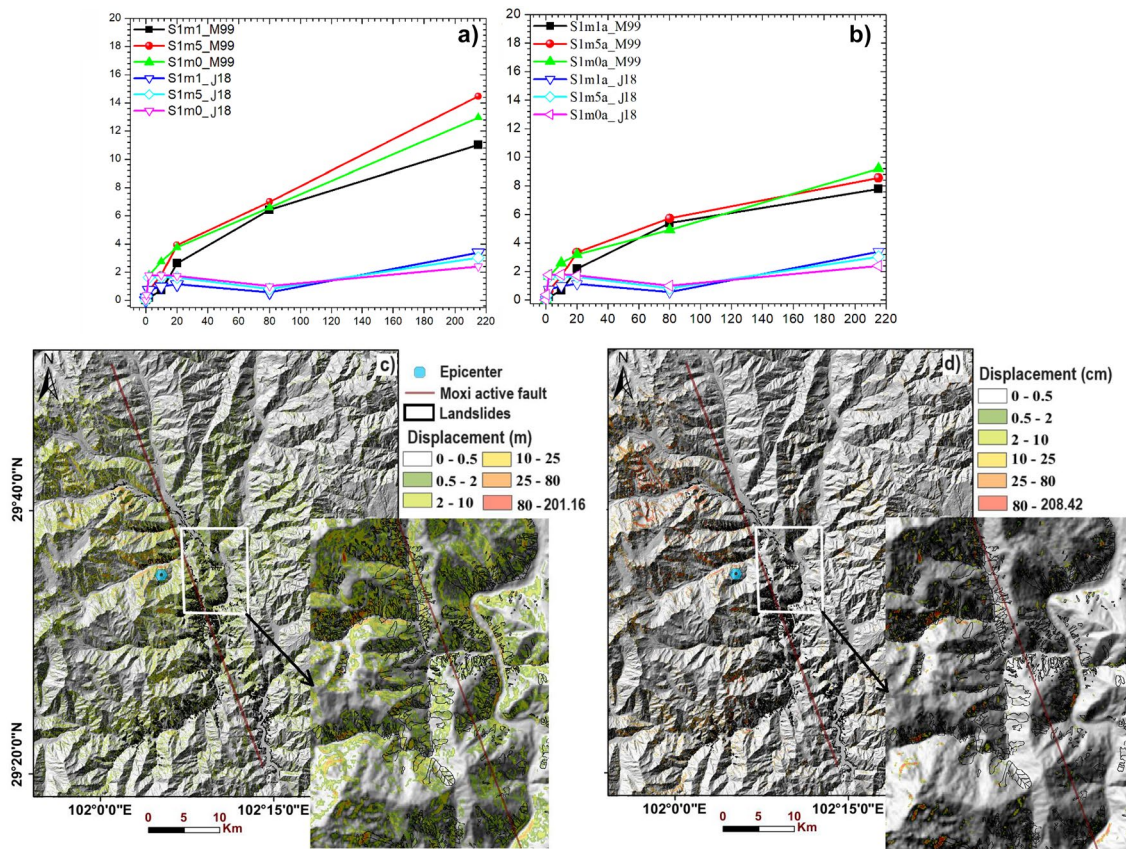 a)
S1m1_M99
S1m5_M99
S1m0_M99
S1m1_J18
S1m5_J18
S1m0_J18
20
18
16
14
12
10
8
6
4
2
0
0 20 40 60 80 100 120 140 160 180 200 220
b)
S1m1a_M99
S1m5a_M99
S1m0a_M99
S1m1a_J18
S1m5a_J18
S1m0a_J18
20
18
16
14
12
10
8
6
4
2
0
0 20 40 60 80 100 120 140 160 180 200 220
N
c)
Epicenter
Moxi active fault
Landslides
Displacement (m)
0 - 0.5
0.5 - 2
2 - 10
10 - 25
25 - 80
80 - 201.16
29°40'0"N
29°20'0"N
102°0'0"E 102°15'0"E
0 5 10
Km
N
d)
Displacement (cm)
0 - 0.5
0.5 - 2
2 - 10
10 - 25
25 - 80
80 - 208.42
102°0'0"E 102°15'0"E
0 5 10
Km